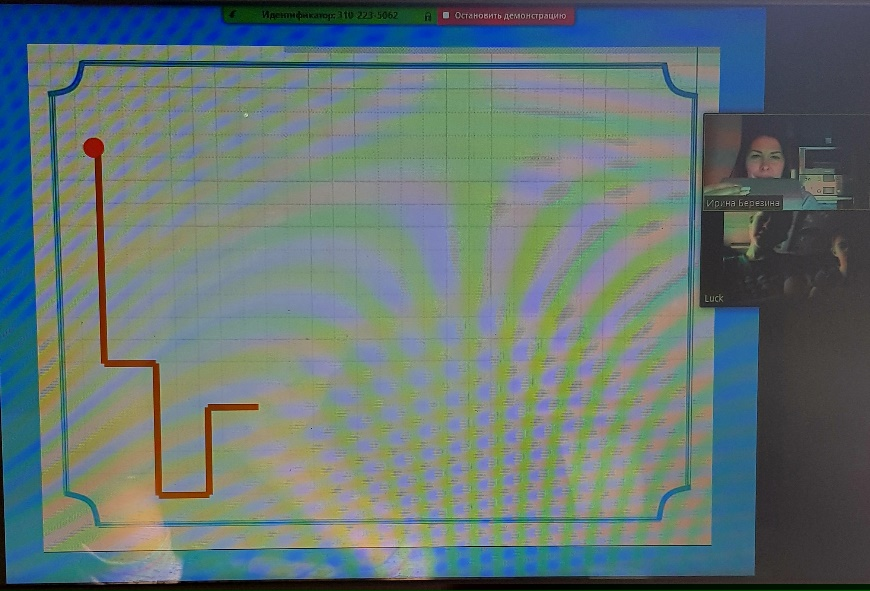 Идентификатор: 310-223-5062
Остановить демонстрацию
Ирина Березина
Luck